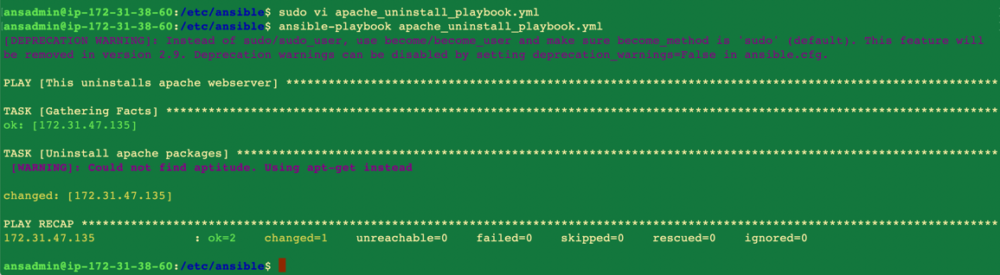 ansadmin@ip-172-31-38-60:/etc/ansible$ sudo vi apache_uninstall_playbook.yml
ansadmin@ip-172-31-38-60:/etc/ansible$ ansible-playbook apache_uninstall_playbook.yml
[DEPRECATION WARNING]: Instead of sudo/sudo_user, use become/become_user and make sure become_method is 'sudo' (default). This feature will
be removed in version 2.9. Deprecation warnings can be disabled by setting deprecation_warnings=False in ansible.cfg.
PLAY [This uninstalls apache webserver] *****************************************************************************************************
TASK [Gathering Facts] **********************************************************************************************************************
ok: [172.31.47.135]
TASK [Uninstall apache packages] ************************************************************************************************************
[WARNING]: Could not find aptitude. Using apt-get instead
changed: [172.31.47.135]
PLAY RECAP **********************************************************************************************************************************
172.31.47.135 : ok=2 changed=1 unreachable=0 failed=0 skipped=0 rescued=0 ignored=0
ansadmin@ip-172-31-38-60:/etc/ansible$